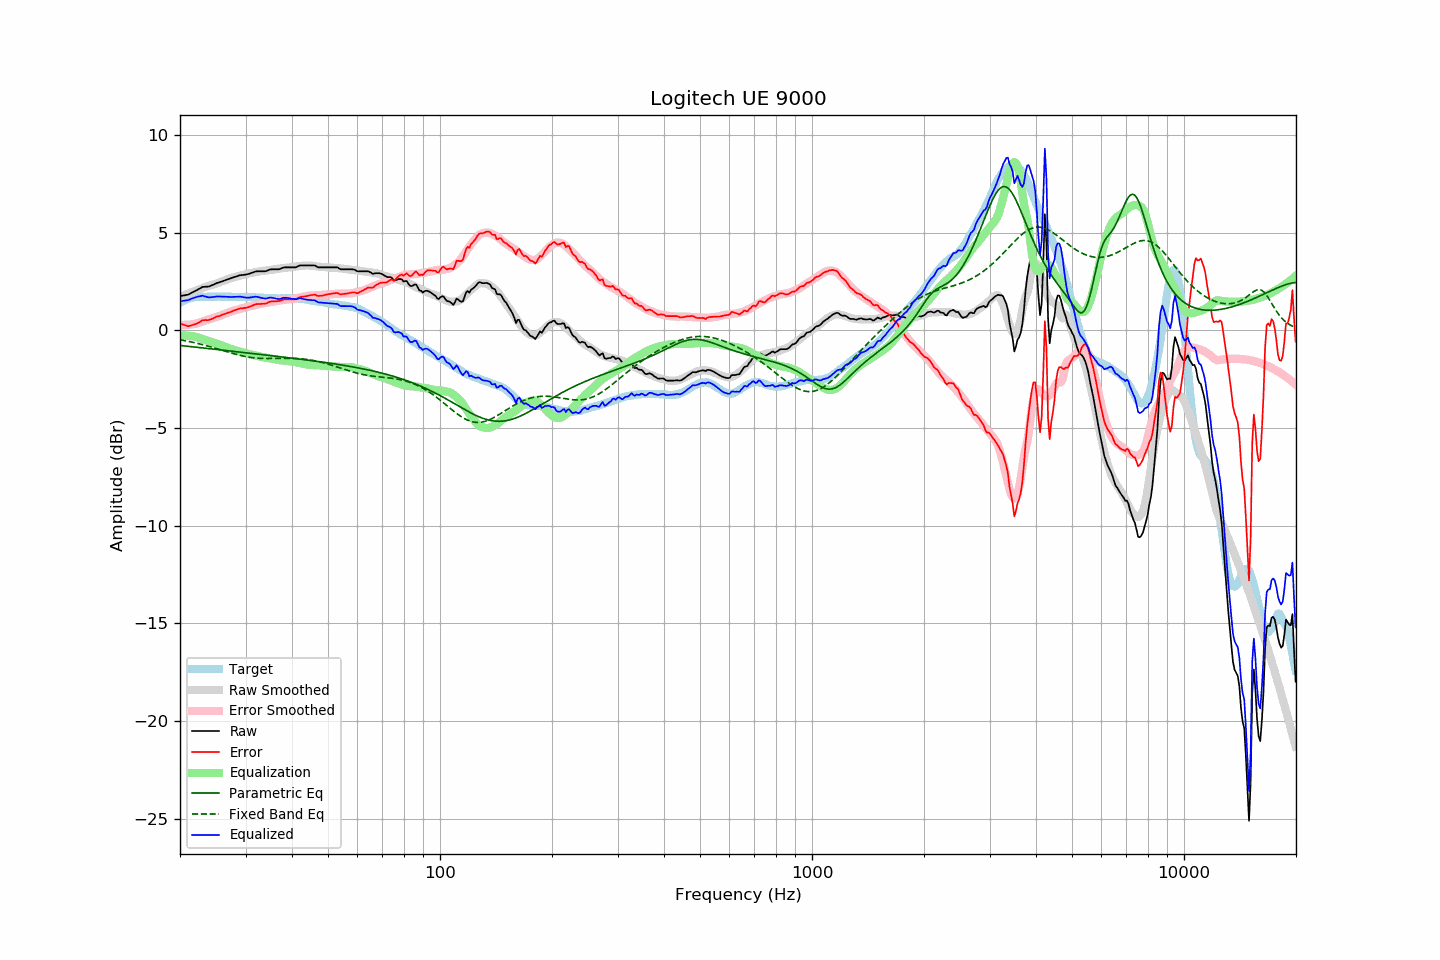 Logitech UE 9000
10
5
0
−5
−10
−15
−20
−25
Amplitude (dBr)
Target
Raw Smoothed
Error Smoothed
Raw
Error
Equalization
Parametric Eq
Fixed Band Eq
Equalized
100
1000
10000
Frequency (Hz)